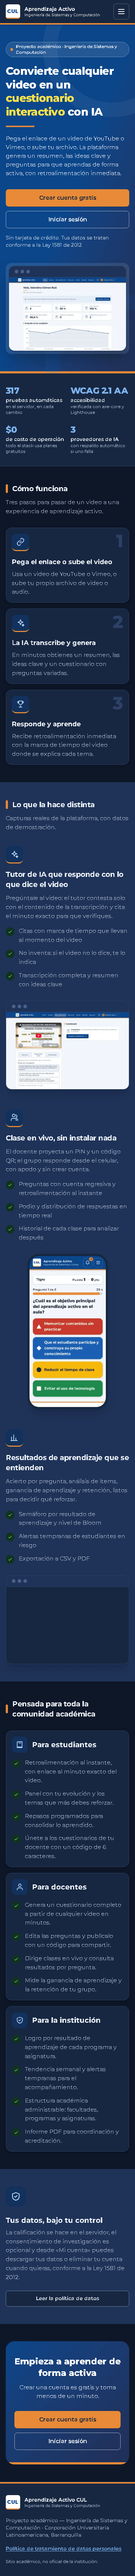 CUL
Aprendizaje Activo
Ingeniería de Sistemas y Computación
Proyecto académico · Ingeniería de Sistemas y
Computación
Convierte cualquier
video en un
cuestionario
interactivo con IA
Pega el enlace de un video de YouTube o
Vimeo, o sube tu archivo. La plataforma
genera un resumen, las ideas clave y
preguntas para que aprendas de forma
activa, con retroalimentación inmediata.
Crear cuenta gratis
Iniciar sesión
Sin tarjeta de crédito. Tus datos se tratan
conforme a la Ley 1581 de 2012.
317
pruebas automáticas
en el servidor, en cada
cambio
WCAG 2.1 AA
accesibilidad
verificada con axe-core y
Lighthouse
$0
de costo de operación
Todo el stack usa planes
gratuitos
3
proveedores de IA
con respaldo automático
si uno falla
Cómo funciona
Tres pasos para pasar de un video a una
experiencia de aprendizaje activo.
1
Pega el enlace o sube el video
Usa un video de YouTube o Vimeo, o
sube tu propio archivo de video o
audio.
2
La IA transcribe y genera
En minutos obtienes un resumen, las
ideas clave y un cuestionario con
preguntas variadas.
3
Responde y aprende
Recibe retroalimentación inmediata
con la marca de tiempo del video
donde se explica cada tema.
Lo que la hace distinta
Capturas reales de la plataforma, con datos
de demostración.
Tutor de IA que responde con lo
que dice el video
Pregúntale al video: el tutor contesta solo
con el contenido de la transcripción y cita
el minuto exacto para que verifiques.
Citas con marca de tiempo que llevan
al momento del video
No inventa: si el video no lo dice, te lo
indica
Transcripción completa y resumen
con ideas clave
Clase en vivo, sin instalar nada
El docente proyecta un PIN y un código
QR; el grupo responde desde el celular,
con apodo y sin crear cuenta.
Preguntas con cuenta regresiva y
retroalimentación al instante
Podio y distribución de respuestas en
tiempo real
Historial de cada clase para analizar
después
CUL
Aprendizaje Activo
Ingeniería de Sistemas y Computación
¿Cuál es el objetivo principal
del aprendizaje activo en el
aula?
Memorizar contenidos sin
practicar
Que el estudiante participe y
construya su propio
conocimiento
Reducir el tiempo de clase
Evitar el uso de tecnología
Resultados de aprendizaje que se
entienden
Acierto por pregunta, análisis de ítems,
ganancia de aprendizaje y retención, listos
para decidir qué reforzar.
Semáforo por resultado de
aprendizaje y nivel de Bloom
Alertas tempranas de estudiantes en
riesgo
Exportación a CSV y PDF
Pensada para toda la
comunidad académica
Para estudiantes
Retroalimentación al instante,
con enlace al minuto exacto del
video.
Panel con tu evolución y los
temas que más debes reforzar.
Repasos programados para
consolidar lo aprendido.
Únete a los cuestionarios de tu
docente con un código de 6
caracteres.
Para docentes
Genera un cuestionario completo
a partir de cualquier video en
minutos.
Edita las preguntas y publícalo
con un código para compartir.
Dirige clases en vivo y consulta
resultados por pregunta.
Mide la ganancia de aprendizaje y
la retención de tu grupo.
Para la institución
Logro por resultado de
aprendizaje de cada programa y
asignatura.
Tendencia semanal y alertas
tempranas para el
acompañamiento.
Estructura académica
administrable: facultades,
programas y asignaturas.
Informe PDF para coordinación y
acreditación.
Tus datos, bajo tu control
La calificación se hace en el servidor, el
consentimiento de investigación es
opcional y desde «Mi cuenta» puedes
descargar tus datos o eliminar tu cuenta
cuando quieras, conforme a la Ley 1581 de
2012.
Leer la política de datos
Empieza a aprender de
forma activa
Crear una cuenta es gratis y toma
menos de un minuto.
Crear cuenta gratis
Iniciar sesión
CUL
Aprendizaje Activo CUL
Ingeniería de Sistemas y Computación
Proyecto académico — Ingeniería de Sistemas y
Computación · Corporación Universitaria
Latinoamericana, Barranquilla
Política de tratamiento de datos personales
Sitio académico, no oficial de la institución.